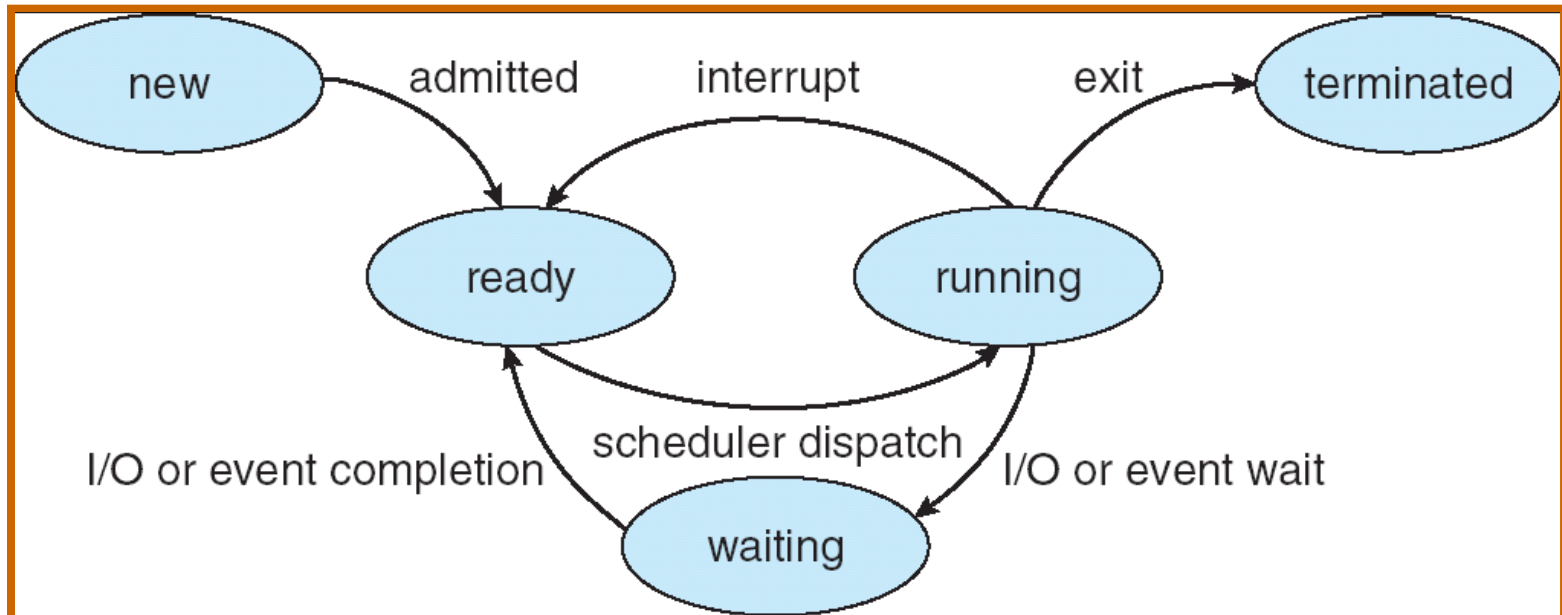 new
admitted
interrupt
exit
terminated
ready
running
scheduler dispatch
I/O or event completion
I/O or event wait
waiting